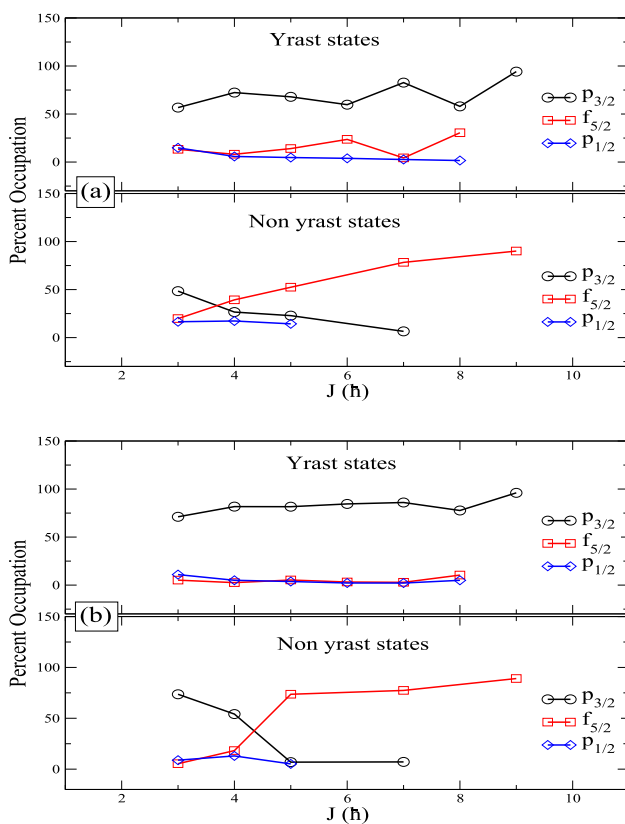 150
Yrast states
100
p3/2
50
f5/2
p1/2
0
(a)
Percent Occupation
150
Non yrast states
100
p3/2
50
f5/2
p1/2
0
2 4 6 8 10
J (ħ)
150
Yrast states
100
p3/2
50
f5/2
p1/2
0
(b)
Percent Occupation
150
Non yrast states
100
p3/2
50
f5/2
p1/2
0
2 4 6 8 10
J (ħ)